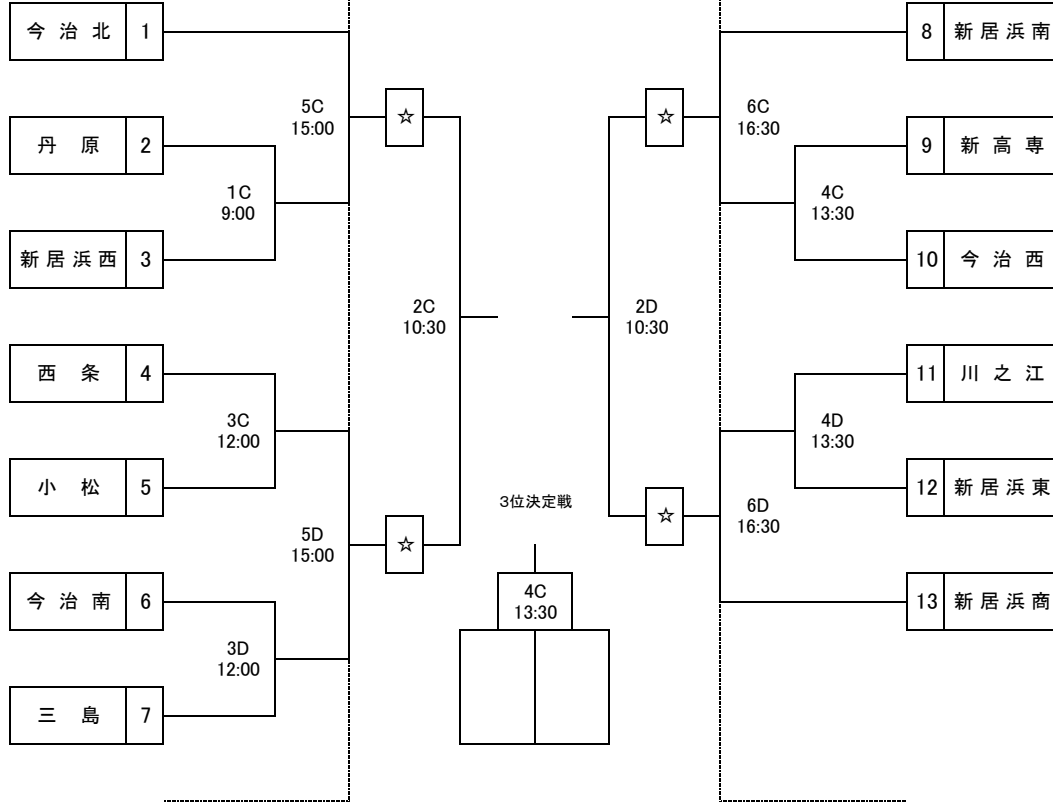 今治北 1
8 新居浜南
5C
15:00
☆
☆
6C
16:30
丹原 2
9 新高専
1C
9:00
4C
13:30
新居浜西 3
10 今治西
2C
10:30
2D
10:30
西条 4
11 川之江
3C
12:00
4D
13:30
小松 5
12 新居浜東
3位決定戦
5D
15:00
☆
☆
6D
16:30
4C
13:30
今治南 6
13 新居浜商
3D
12:00
三島 7